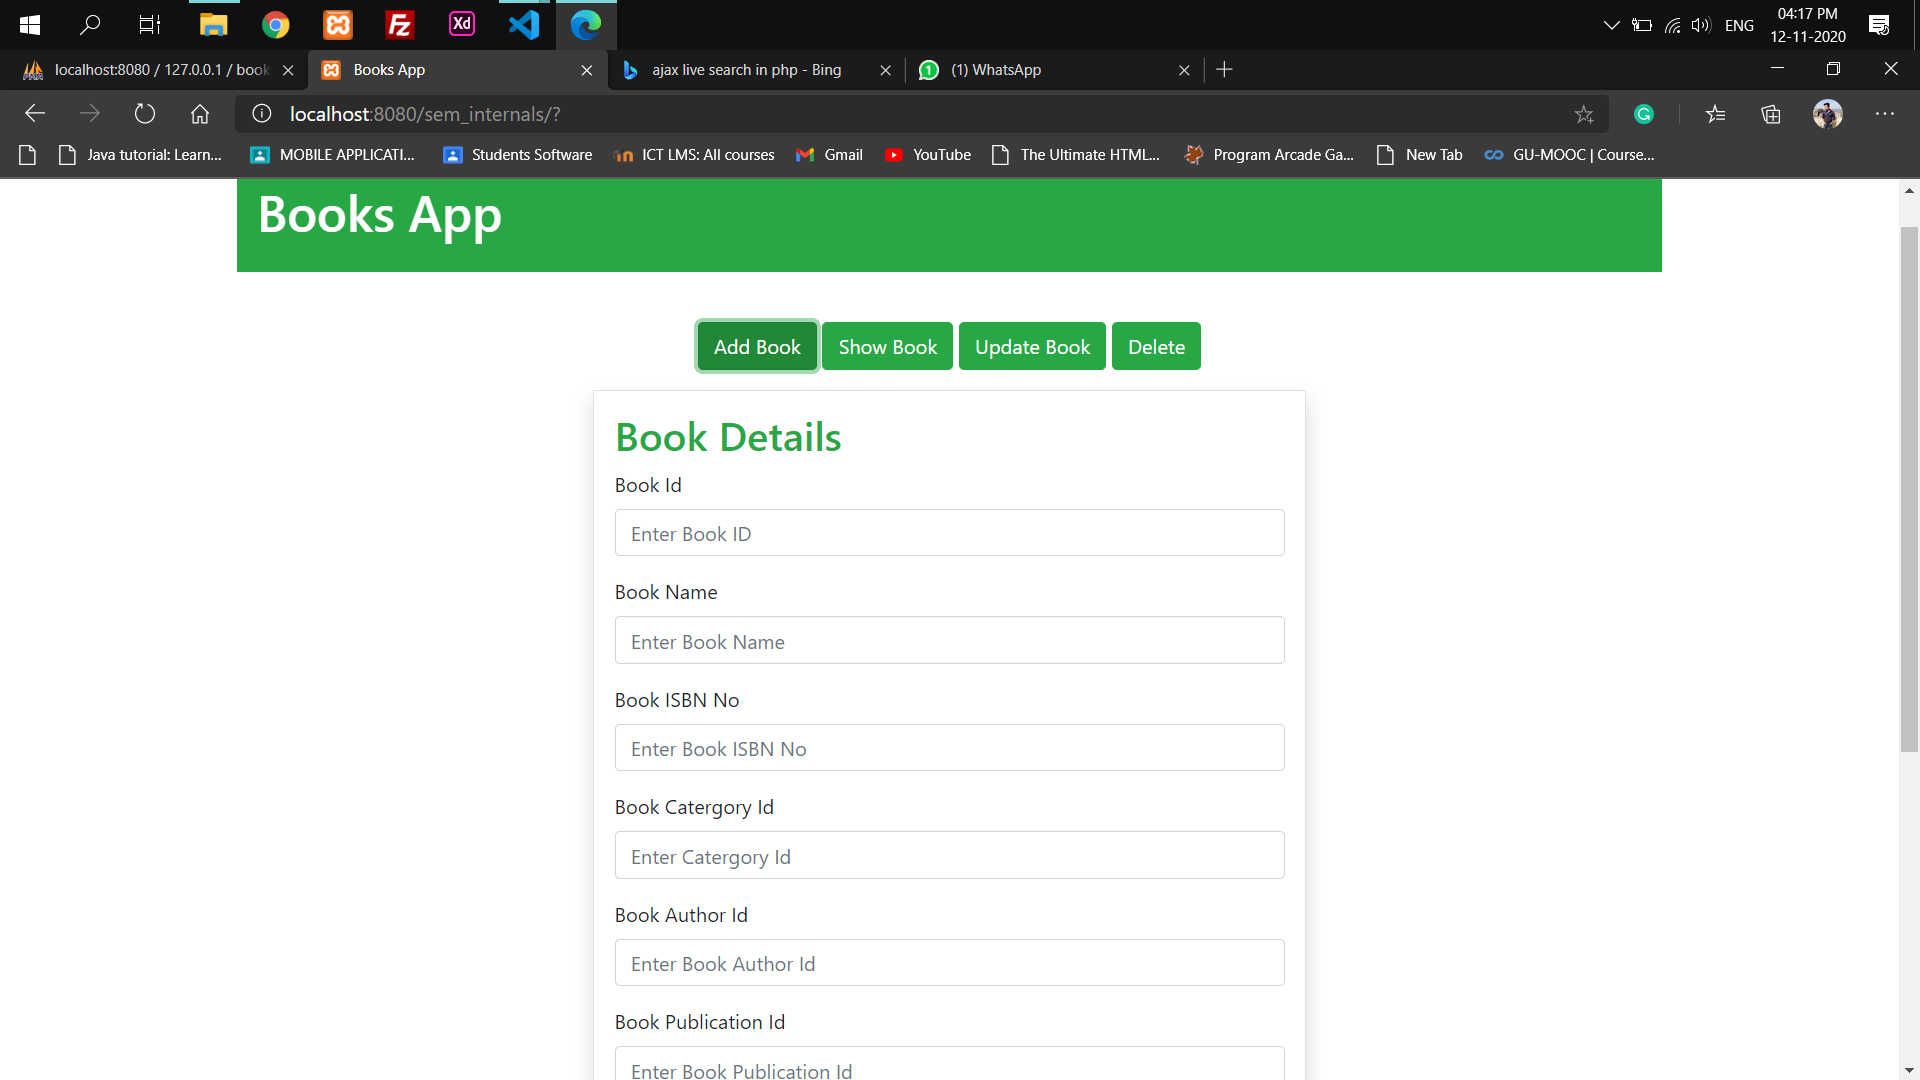 Xd
ENG
04:17 PM
12-11-2020
localhost:8080 / 127.0.0.1 / book
Books App
ajax live search in php - Bing
(1) WhatsApp
localhost:8080/sem_internals/?
Java tutorial: Learn...
MOBILE APPLICATI...
Students Software
ICT LMS: All courses
Gmail
YouTube
The Ultimate HTML...
Program Arcade Ga...
New Tab
GU-MOOC | Course...
Books App
Add Book
Show Book
Update Book
Delete
Book Details
Book Id
Enter Book ID
Book Name
Enter Book Name
Book ISBN No
Enter Book ISBN No
Book Catergory Id
Enter Catergory Id
Book Author Id
Enter Book Author Id
Book Publication Id
Enter Book Publication Id